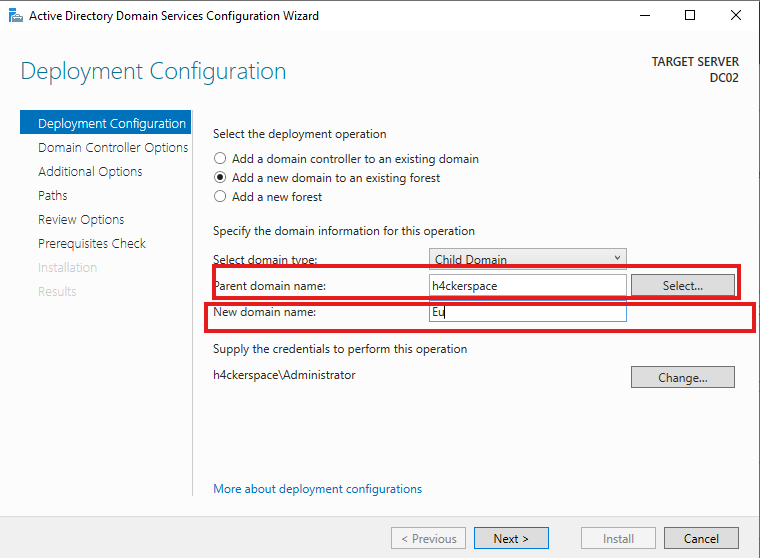 Active Directory Domain Services Configuration Wizard
Deployment Configuration
TARGET SERVER
DC02
Deployment Configuration
Domain Controller Options
Additional Options
Paths
Review Options
Prerequisites Check
Installation
Results
Select the deployment operation
Add a domain controller to an existing domain
Add a new domain to an existing forest
Add a new forest
Specify the domain information for this operation
Select domain type: Child Domain
Parent domain name: h4ckerspace Select...
New domain name: Eu
Supply the credentials to perform this operation
h4ckerspace\Administrator Change...
More about deployment configurations
< Previous Next > Install Cancel